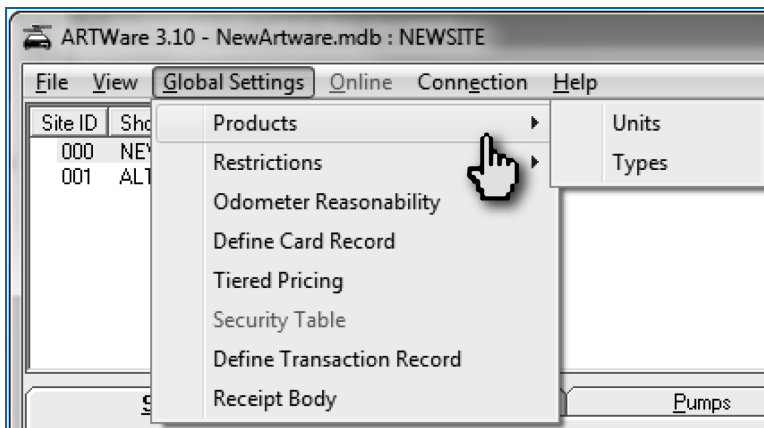 ARTWare 3.10 - NewArtware.mdb : NEWSITE
File View Global Settings Online Connection Help
Site ID
Products
Units
000
Restrictions
Types
001
Odometer Reasonability
Define Card Record
Tiered Pricing
Security Table
Define Transaction Record
Receipt Body
Pumps